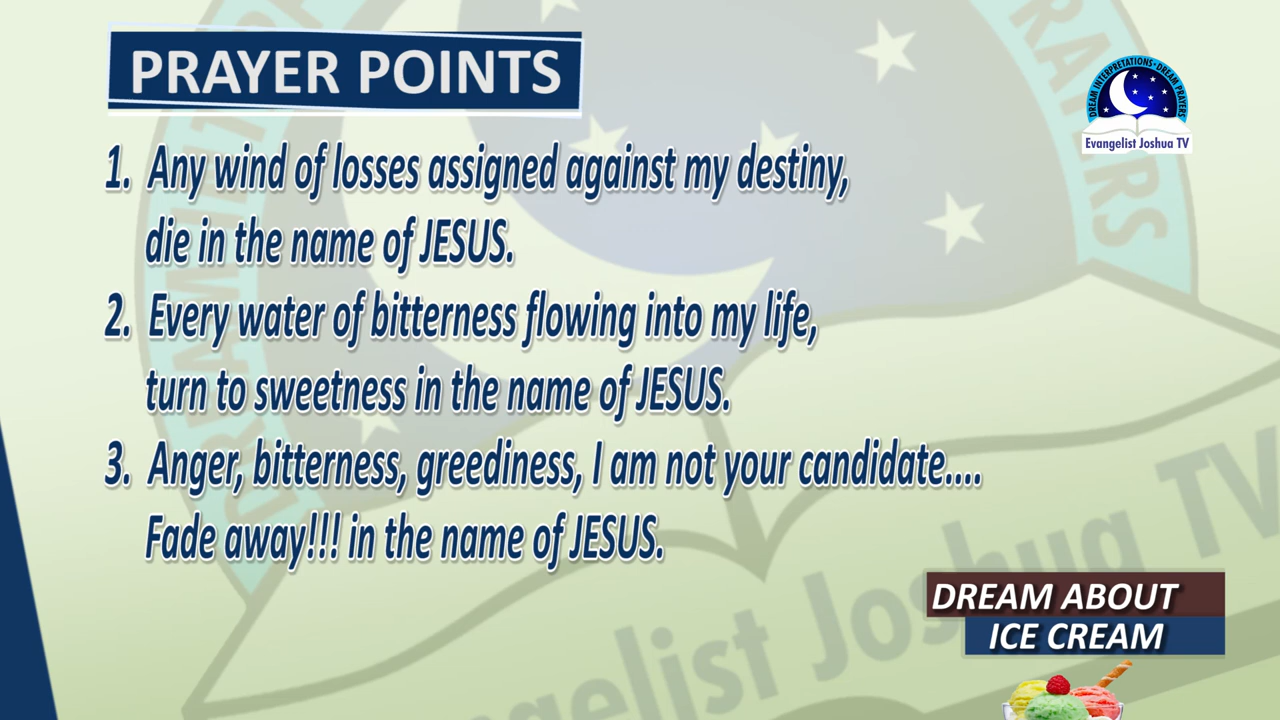 PRAYER POINTS
DREAM INTERPRETATIONS • DREAM PRAYERS
Evangelist Joshua TV
1. Any wind of losses assigned against my destiny,
die in the name of JESUS.
2. Every water of bitterness flowing into my life,
turn to sweetness in the name of JESUS.
3. Anger, bitterness, greediness, I am not your candidate....
Fade away!!! in the name of JESUS.
DREAM ABOUT
ICE CREAM